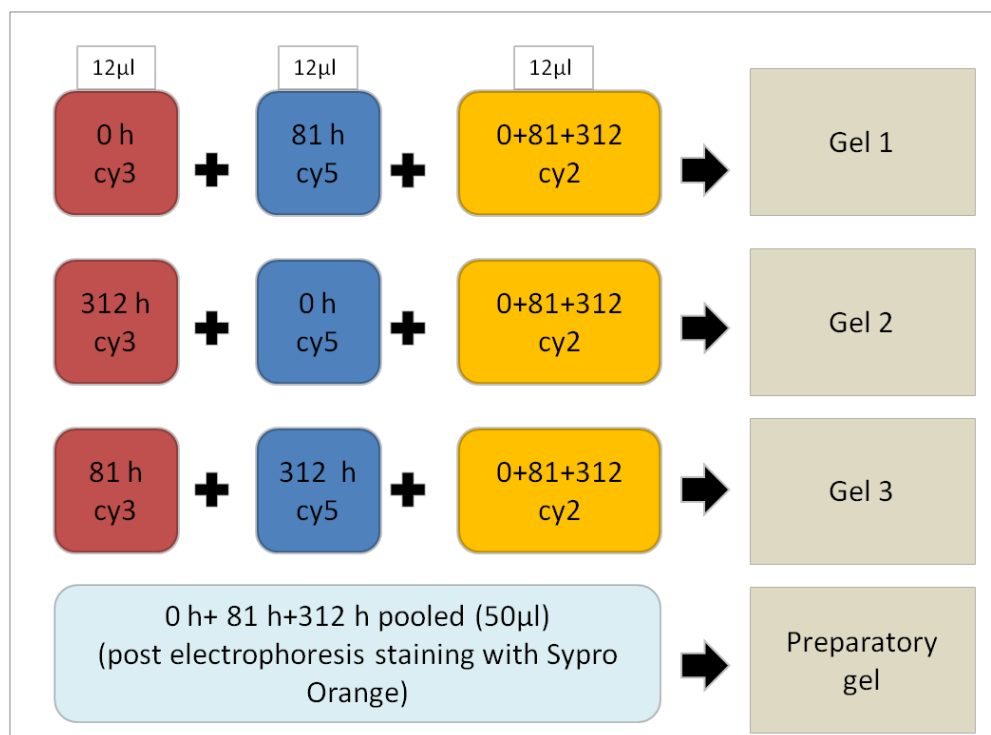 12µl
12µl
12µl
0 h
cy3
81 h
cy5
0+81+312
cy2
Gel 1
312 h
cy3
0 h
cy5
0+81+312
cy2
Gel 2
81 h
cy3
312 h
cy5
0+81+312
cy2
Gel 3
0 h+ 81 h+312 h pooled (50µl)
(post electrophoresis staining with Sypro
Orange)
Preparatory
gel